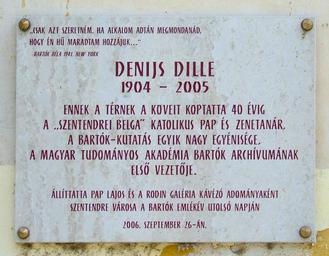 „CSAK AZT SZERETNÉM, HA ALKALOM ADTÁN MEGMONDANÁD,
HOGY ÉN HŰ MARADTAM HOZZÁJUK..."
BARTÓK BÉLA 1941. NEW YORK
DENIJS DILLE
1904 – 2005
ENNEK A TÉRNEK A KÖVEIT KOPTATTA 40 ÉVIG
A „SZENTENDREI BELGA" KATOLIKUS PAP ÉS ZENETANÁR,
A BARTÓK-KUTATÁS EGYIK NAGY EGYÉNISÉGE,
A MAGYAR TUDOMÁNYOS AKADÉMIA BARTÓK ARCHÍVUMÁNAK
ELSŐ VEZETŐJE.
ÁLLÍTTATTA PAP LAJOS ÉS A RODIN GALÉRIA KÁVÉZÓ ADOMÁNYAKÉNT
SZENTENDRE VÁROSA A BARTÓK EMLÉKÉV UTOLSÓ NAPJÁN
2006. SZEPTEMBER 26-ÁN.